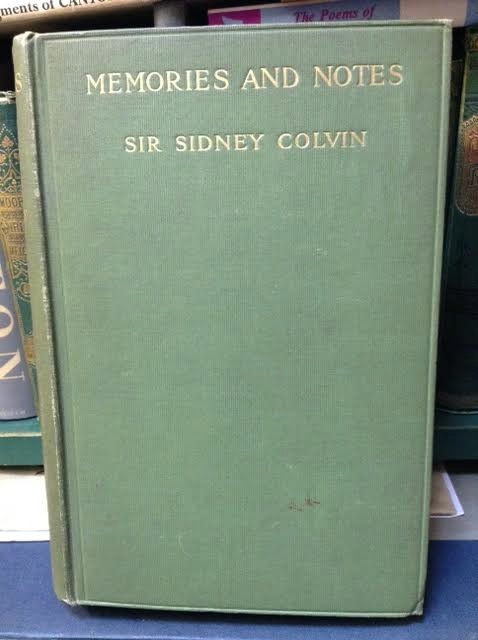 The Poems of
MEMORIES AND NOTES
SIR SIDNEY COLVIN